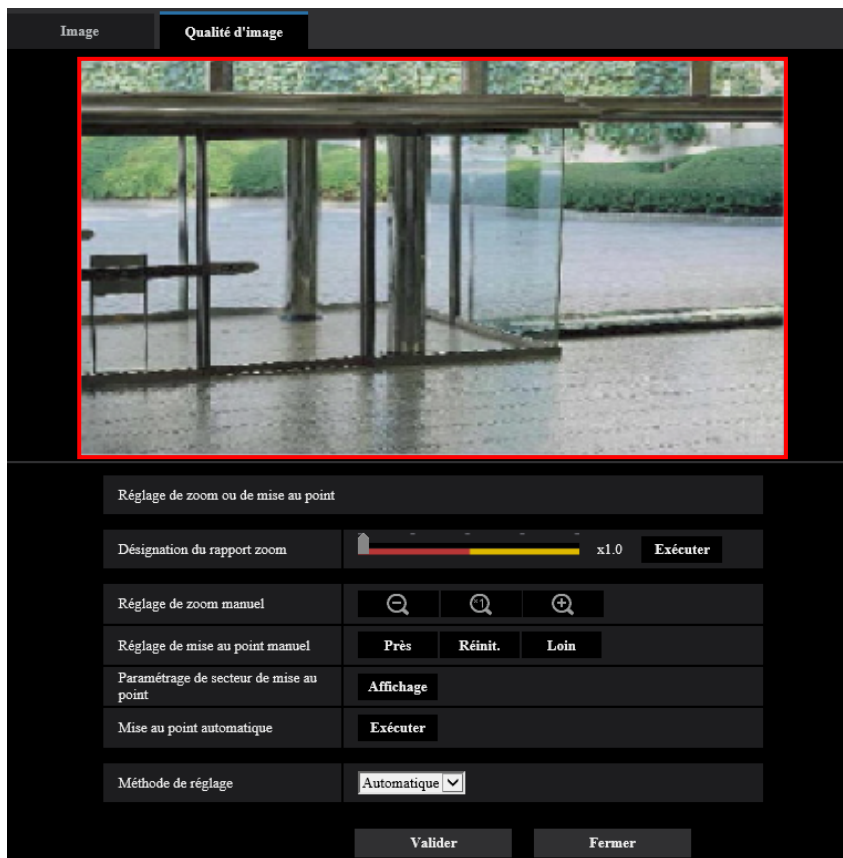 Image
Qualité d'image
Réglage de zoom ou de mise au point
Désignation du rapport zoom
x1.0
Exécuter
Réglage de zoom manuel
×1
Réglage de mise au point manuel
Près
Réinit.
Loin
Paramétrage de secteur de mise au
point
Affichage
Mise au point automatique
Exécuter
Méthode de réglage
Automatique
Valider
Fermer